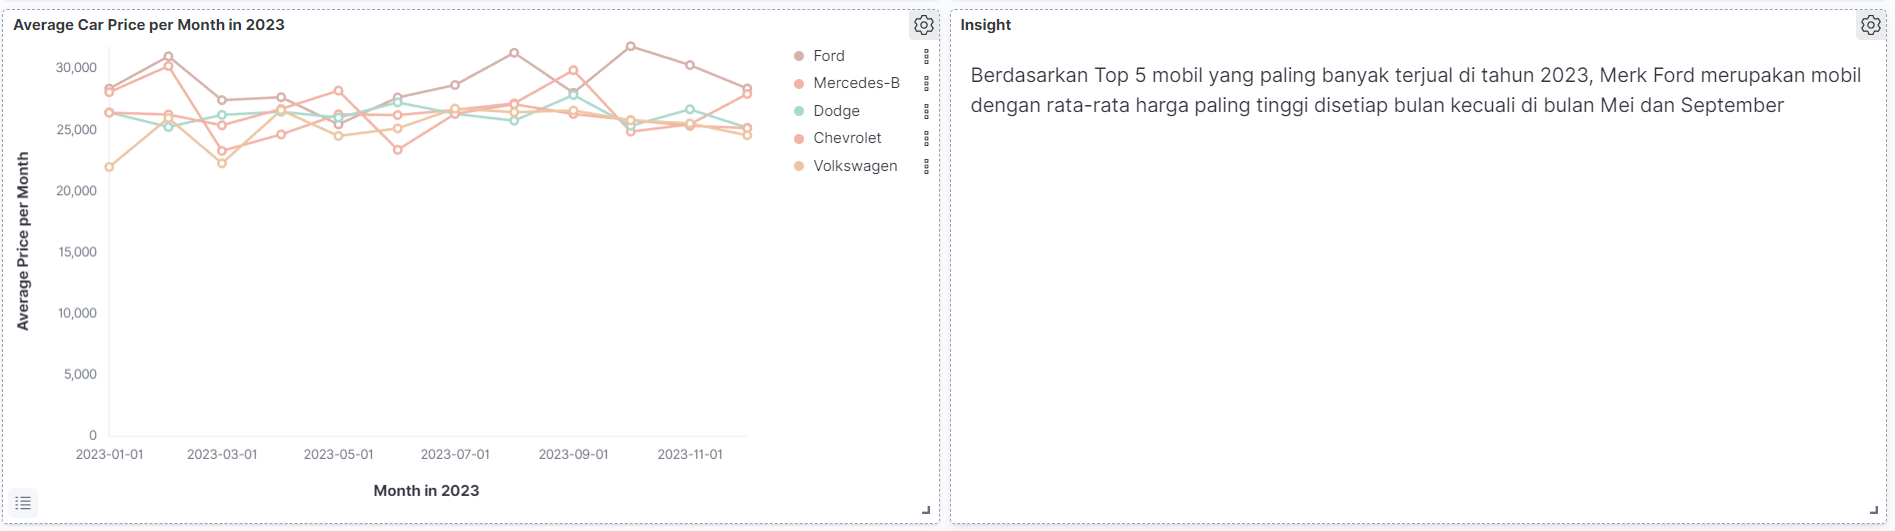 Average Car Price per Month in 2023
Average Price per Month
30,000
25,000
20,000
15,000
10,000
5,000
0
2023-01-01
2023-03-01
2023-05-01
2023-07-01
2023-09-01
2023-11-01
Month in 2023
Ford
Mercedes-B
Dodge
Chevrolet
Volkswagen
Insight
Berdasarkan Top 5 mobil yang paling banyak terjual di tahun 2023, Merk Ford merupakan mobil
dengan rata-rata harga paling tinggi disetiap bulan kecuali di bulan Mei dan September